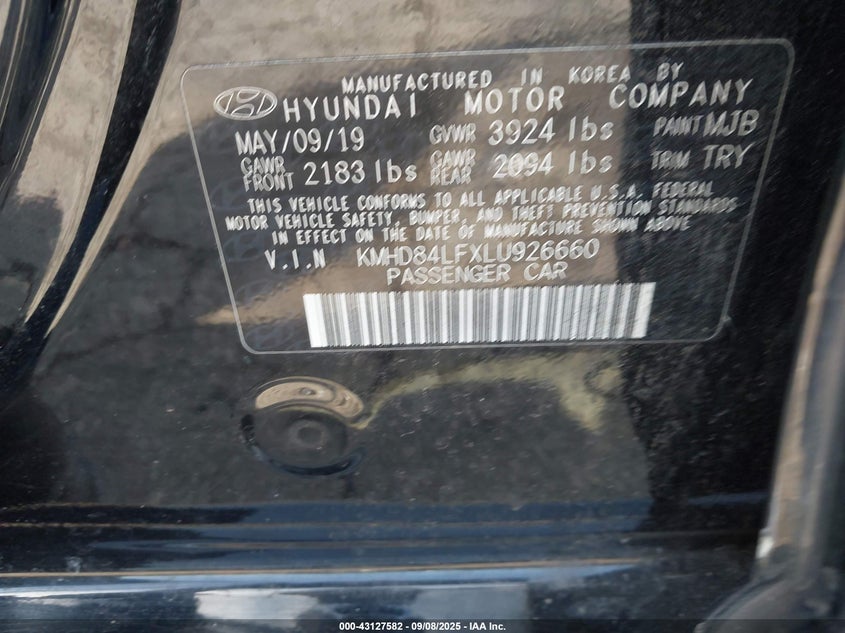 MANUFACTURED IN KOREA BY
HYUNDAI MOTOR COMPANY
MAY/09/19 GVWR 3924 lbs PAINT MJB
GAWR FRONT 2183 lbs GAWR REAR 2094 lbs TRIM TRY
THIS VEHICLE CONFORMS TO ALL APPLICABLE U.S.A. FEDERAL
MOTOR VEHICLE SAFETY, BUMPER, AND THEFT PREVENTION STANDARDS
IN EFFECT ON THE DATE OF MANUFACTURE SHOWN ABOVE
V.I.N KMHD84LFXLU926660
PASSENGER CAR
000-43127582 - 09/08/2025 - IAA Inc.